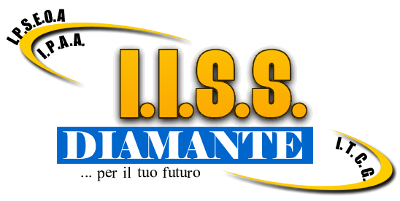 I.P.S.E.O.A
I.P.A.A.
I.I.S.S.
DIAMANTE
... per il tuo futuro
I.T.C.G.